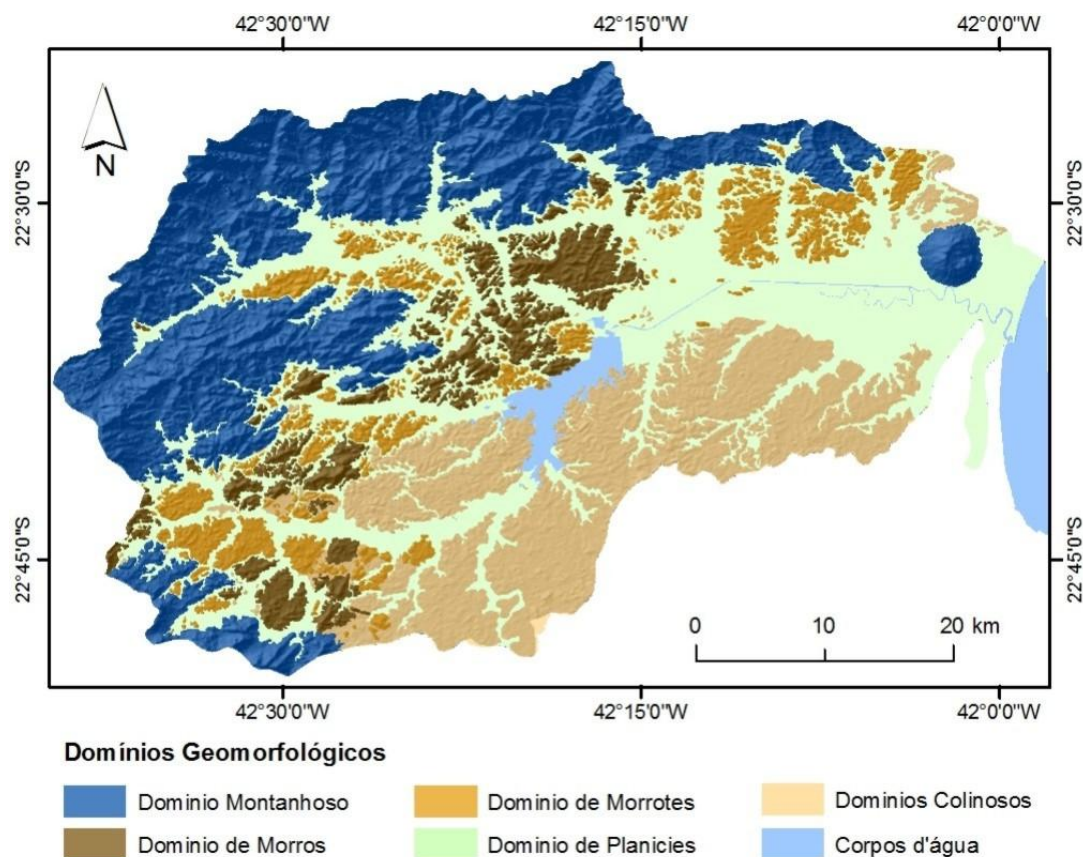 42°30'0"W 42°15'0"W 42°0'0"W
N
22°30'0"S 22°30'0"S
22°45'0"S 22°45'0"S
0 10 20 km
42°30'0"W 42°15'0"W 42°0'0"W
Domínios Geomorfológicos
Dominio Montanhoso Dominio de Morrotes Dominios Colinosos
Dominio de Morros Dominio de Planicies Corpos d'água